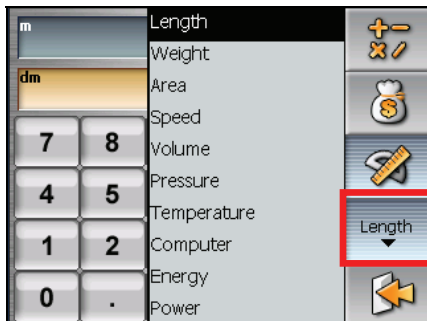 m
dm
7 8
4 5
1 2
0 .
Length
Weight
Area
Speed
Volume
Pressure
Temperature
Computer
Energy
Power
$
Length